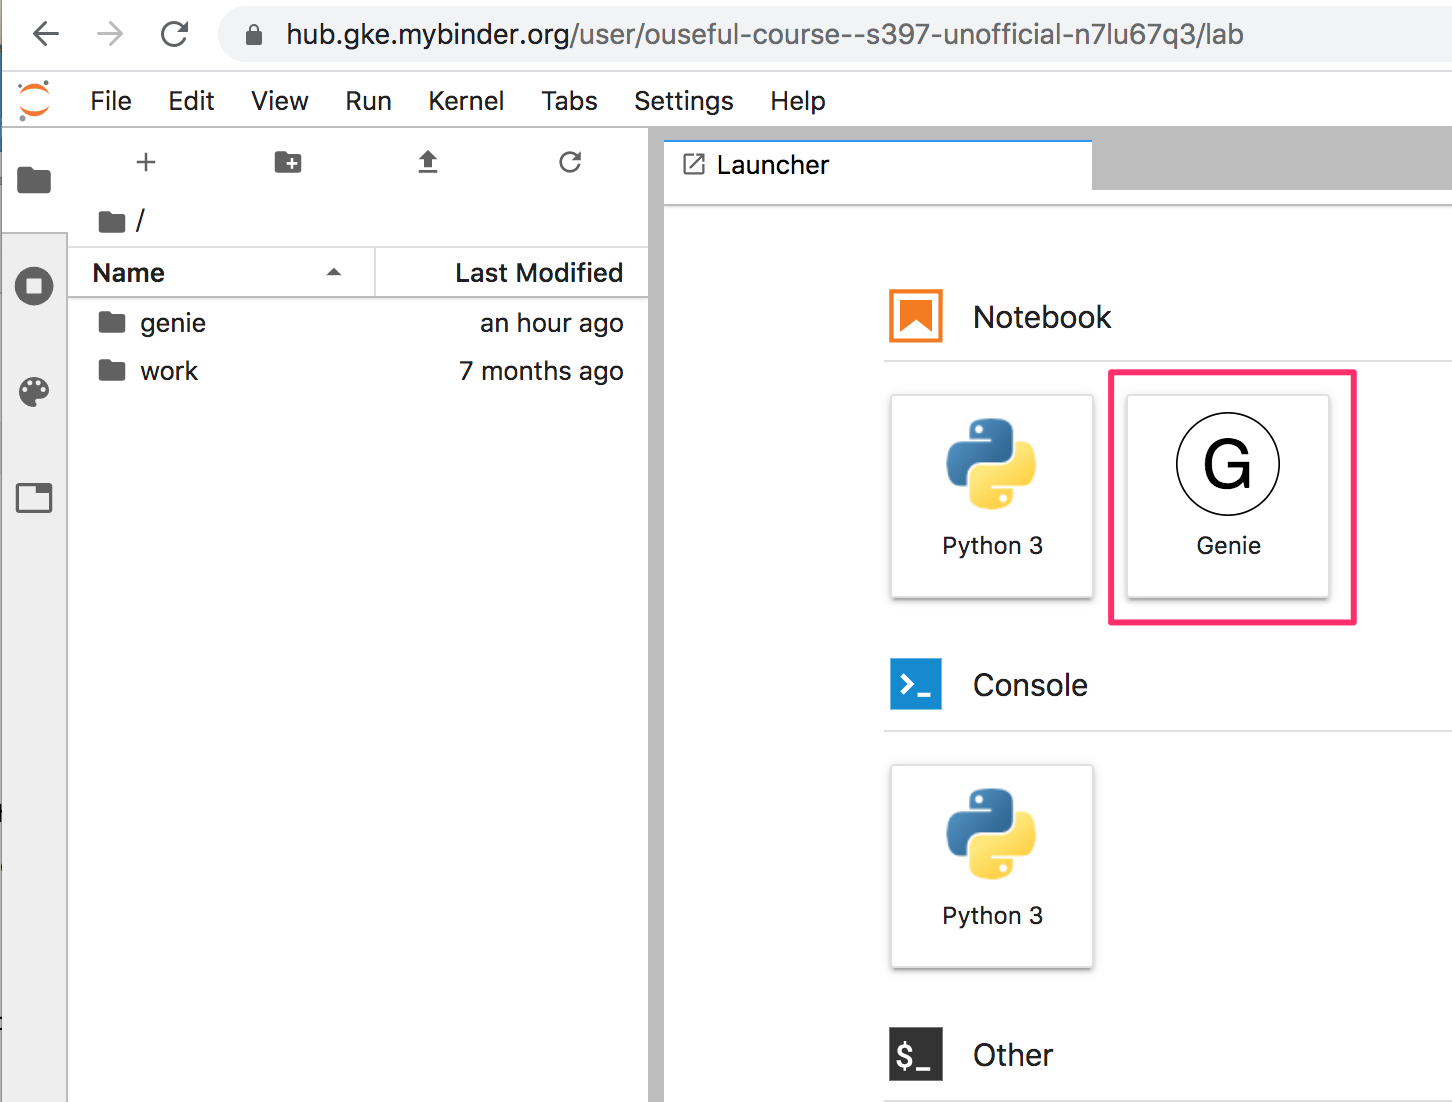 hub.gke.mybinder.org/user/ouseful-course--s397-unofficial-n7lu67q3/lab
File Edit View Run Kernel Tabs Settings Help
/
Name Last Modified
genie an hour ago
work 7 months ago
Launcher
Notebook
Python 3
G
Genie
Console
>_
Python 3
$_
Other